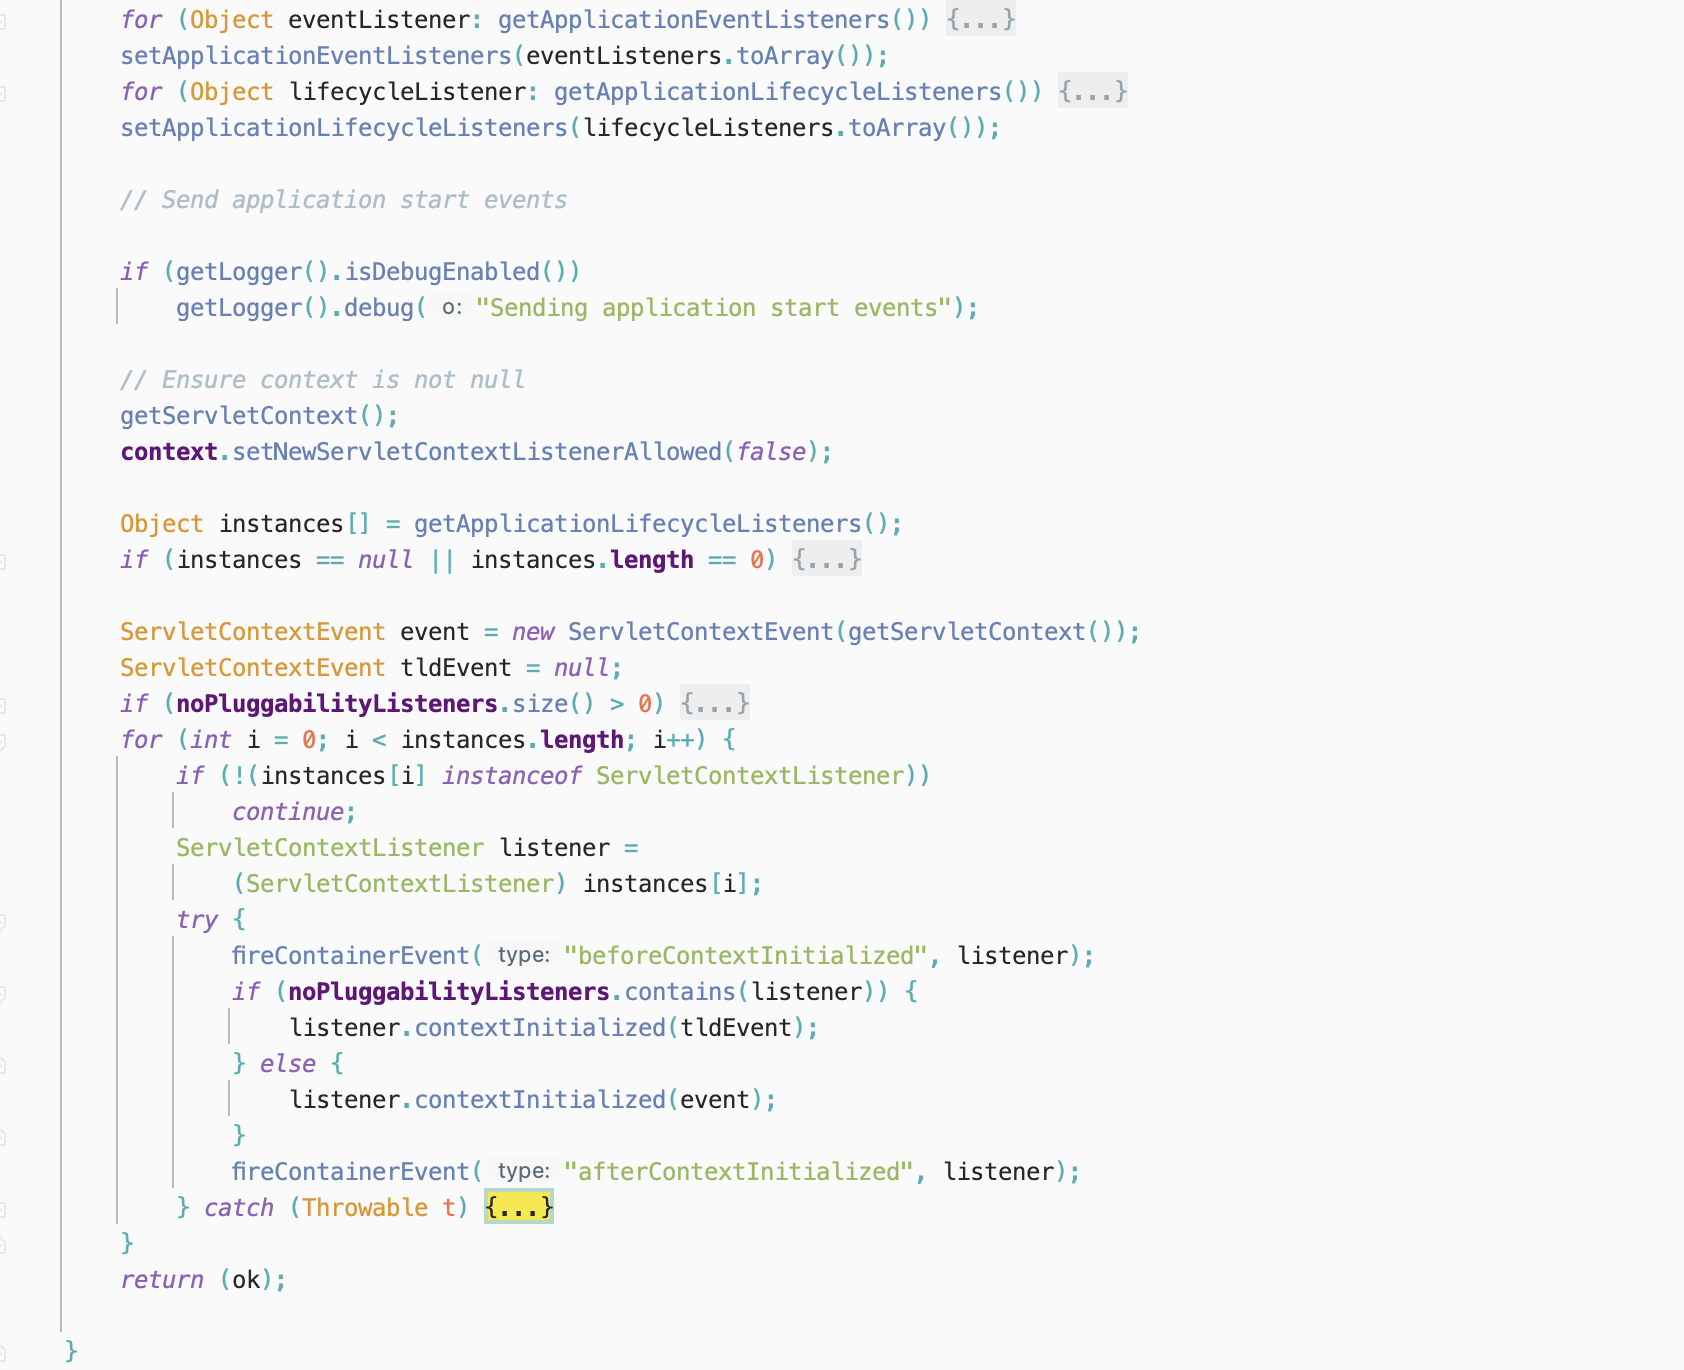 for (Object eventListener: getApplicationEventListeners()) {...}
setApplicationEventListeners(eventListeners.toArray());
for (Object lifecycleListener: getApplicationLifecycleListeners()) {...}
setApplicationLifecycleListeners(lifecycleListeners.toArray());
// Send application start events
if (getLogger().isDebugEnabled())
getLogger().debug( o: "Sending application start events");
// Ensure context is not null
getServletContext();
context.setNewServletContextListenerAllowed(false);
Object instances[] = getApplicationLifecycleListeners();
if (instances == null || instances.length == 0) {...}
ServletContextEvent event = new ServletContextEvent(getServletContext());
ServletContextEvent tldEvent = null;
if (noPluggabilityListeners.size() > 0) {...}
for (int i = 0; i < instances.length; i++) {
if (!(instances[i] instanceof ServletContextListener))
continue;
ServletContextListener listener =
(ServletContextListener) instances[i];
try {
fireContainerEvent( type: "beforeContextInitialized", listener);
if (noPluggabilityListeners.contains(listener)) {
listener.contextInitialized(tldEvent);
} else {
listener.contextInitialized(event);
}
fireContainerEvent( type: "afterContextInitialized", listener);
} catch (Throwable t) {...}
}
return (ok);
}